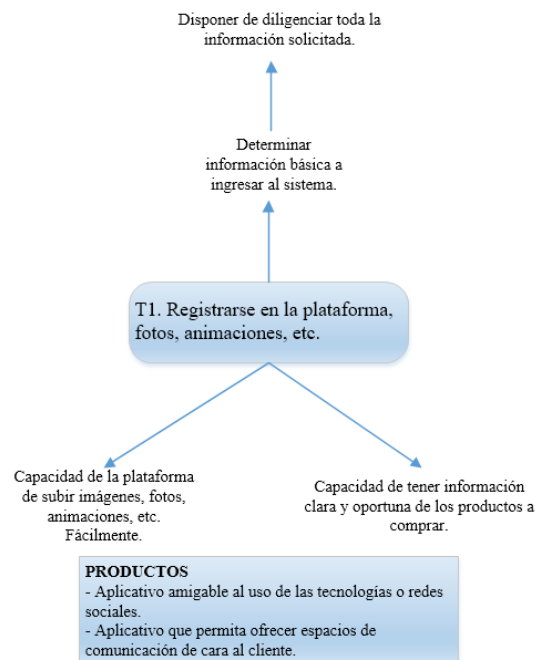 Disponer de diligenciar toda la
información solicitada.
Determinar
información básica a
ingresar al sistema.
T1. Registrarse en la plataforma,
fotos, animaciones, etc.
Capacidad de la plataforma
de subir imágenes, fotos,
animaciones, etc.
Fácilmente.
Capacidad de tener información
clara y oportuna de los productos a
comprar.
PRODUCTOS
- Aplicativo amigable al uso de las tecnologías o redes
sociales.
- Aplicativo que permita ofrecer espacios de
comunicación de cara al cliente.